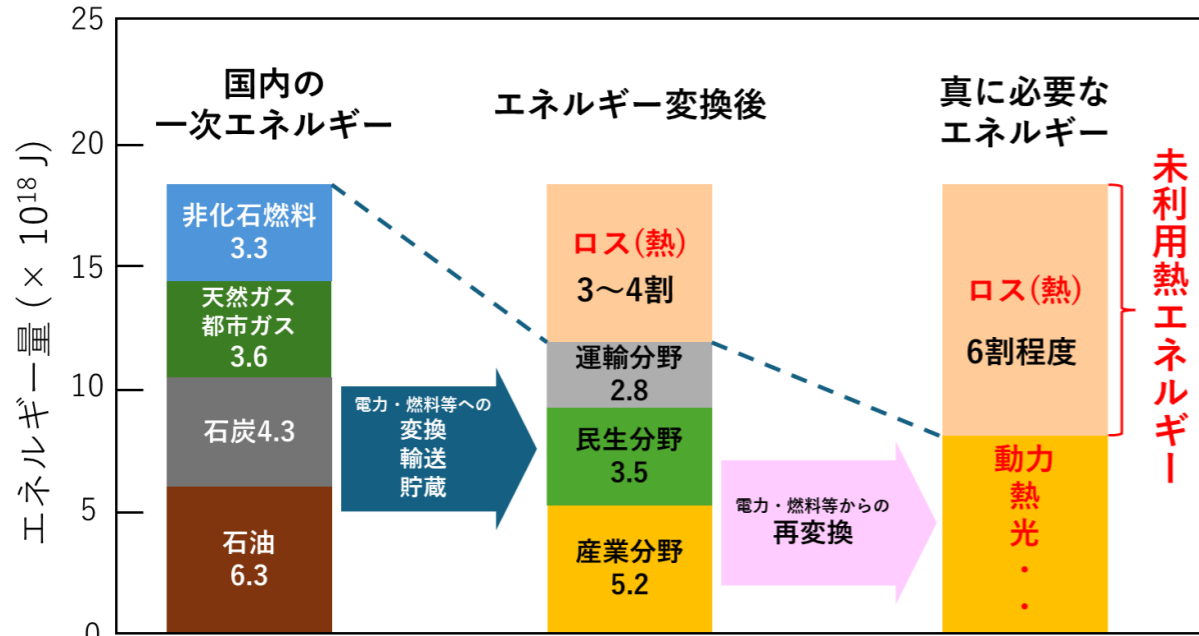 25
20
15
10
5
0
エネルギー量 (× 10¹⁸ J)
国内の
一次エネルギー
非化石燃料
3.3
天然ガス
都市ガス
3.6
石炭4.3
石油
6.3
電力・燃料等への
変換
輸送
貯蔵
エネルギー変換後
ロス(熱)
3～4割
運輸分野
2.8
民生分野
3.5
産業分野
5.2
電力・燃料等からの
再変換
真に必要な
エネルギー
ロス(熱)
6割程度
動力
熱
光
・
・
未利用熱エネルギー